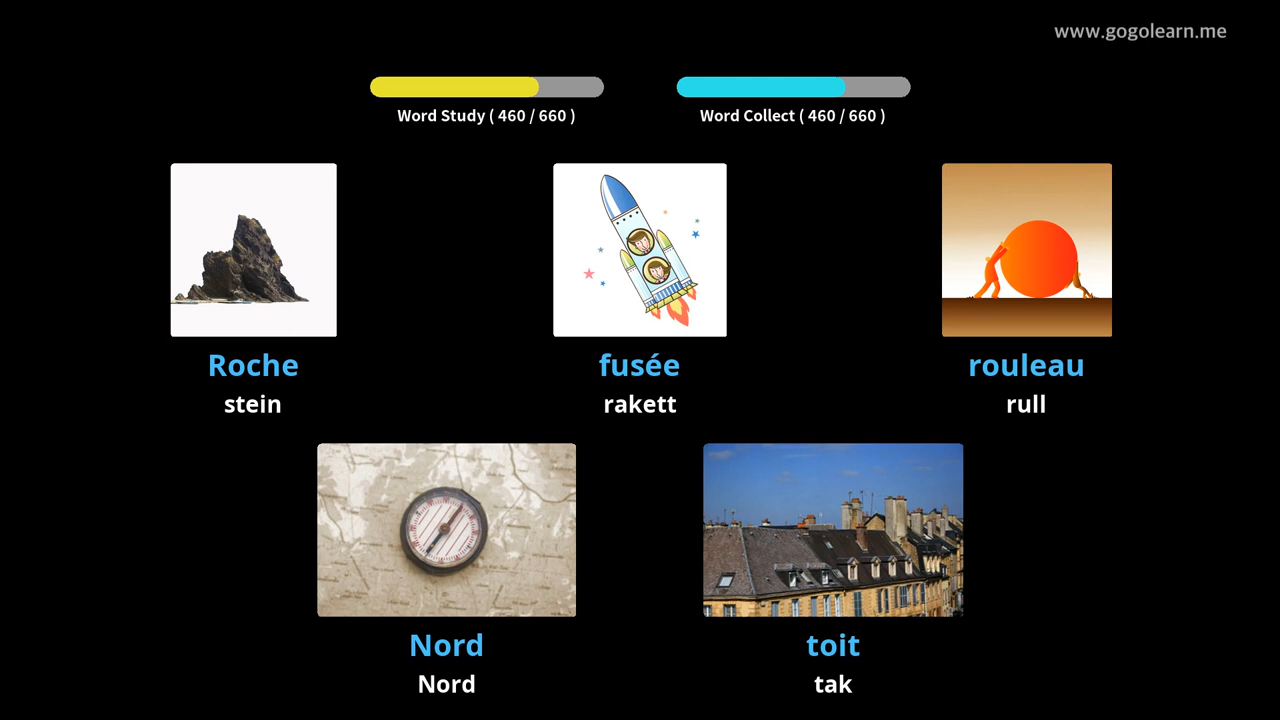 www.gogolearn.me
Word Study ( 460 / 660 )
Word Collect ( 460 / 660 )
Roche
stein
fusée
rakett
rouleau
rull
Nord
Nord
toit
tak